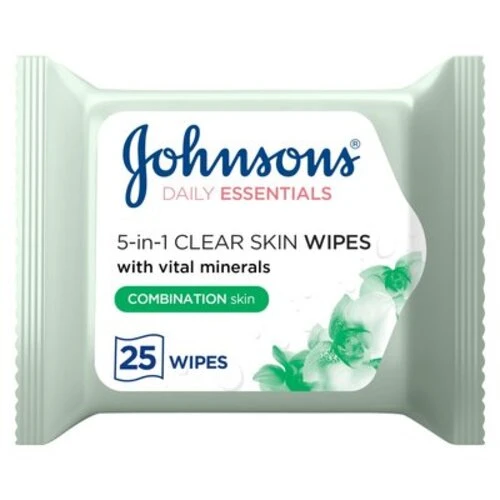 Johnsons®
DAILY ESSENTIALS
5-in-1 CLEAR SKIN WIPES
with vital minerals
COMBINATION skin
25 WIPES